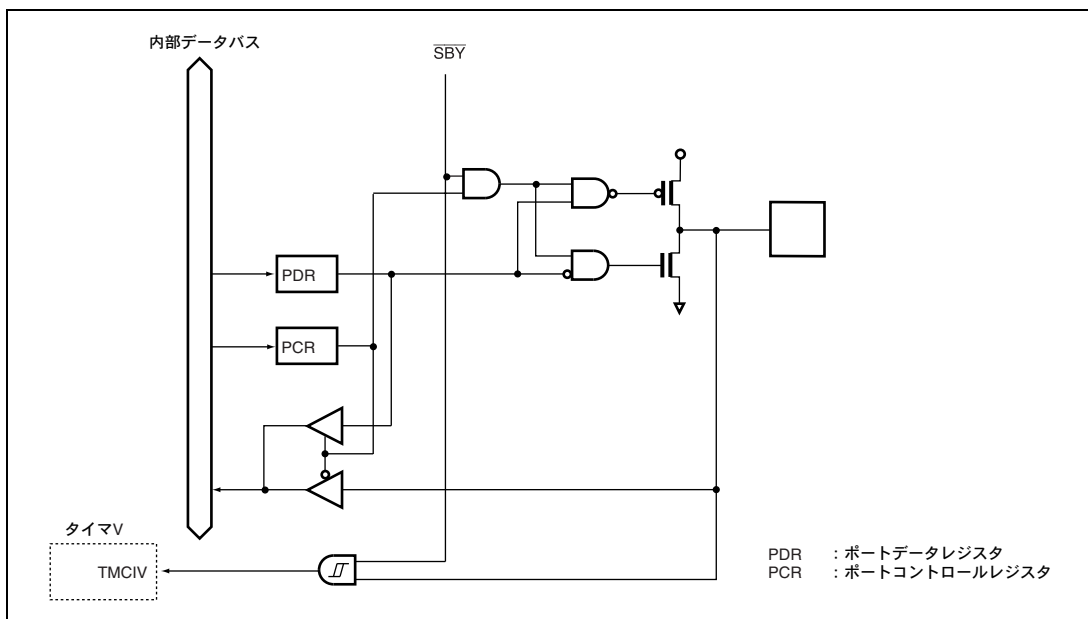 内部データバス
$\overline{SBY}$
PDR
PCR
タイマV
TMCIV
PDR : ポートデータレジスタ
PCR : ポートコントロールレジスタ